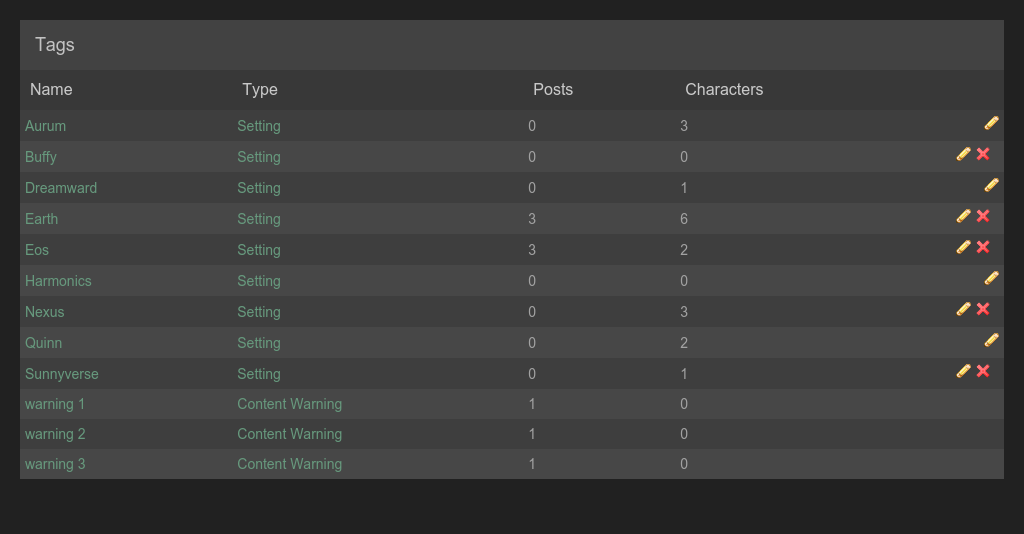 Tags
Name Type Posts Characters
Aurum Setting 0 3
Buffy Setting 0 0
Dreamward Setting 0 1
Earth Setting 3 6
Eos Setting 3 2
Harmonics Setting 0 0
Nexus Setting 0 3
Quinn Setting 0 2
Sunnyverse Setting 0 1
warning 1 Content Warning 1 0
warning 2 Content Warning 1 0
warning 3 Content Warning 1 0